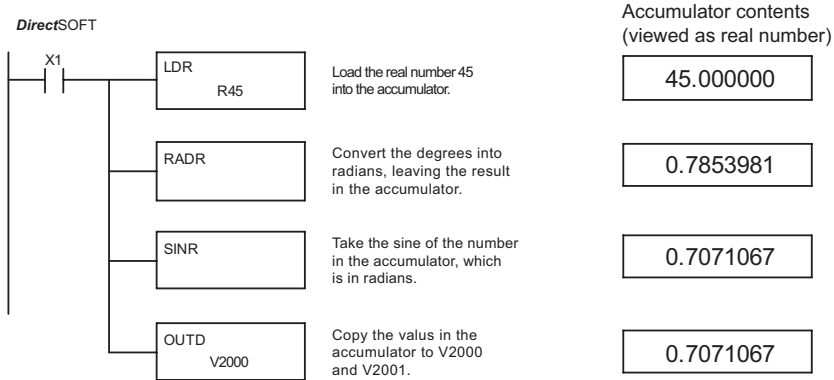 DirectSOFT
Accumulator contents
(viewed as real number)
X1
LDR
R45
Load the real number 45
into the accumulator.
45.000000
RADR
Convert the degrees into
radians, leaving the result
in the accumulator.
0.7853981
SINR
Take the sine of the number
in the accumulator, which
is in radians.
0.7071067
OUTD
V2000
Copy the valus in the
accumulator to V2000
and V2001.
0.7071067